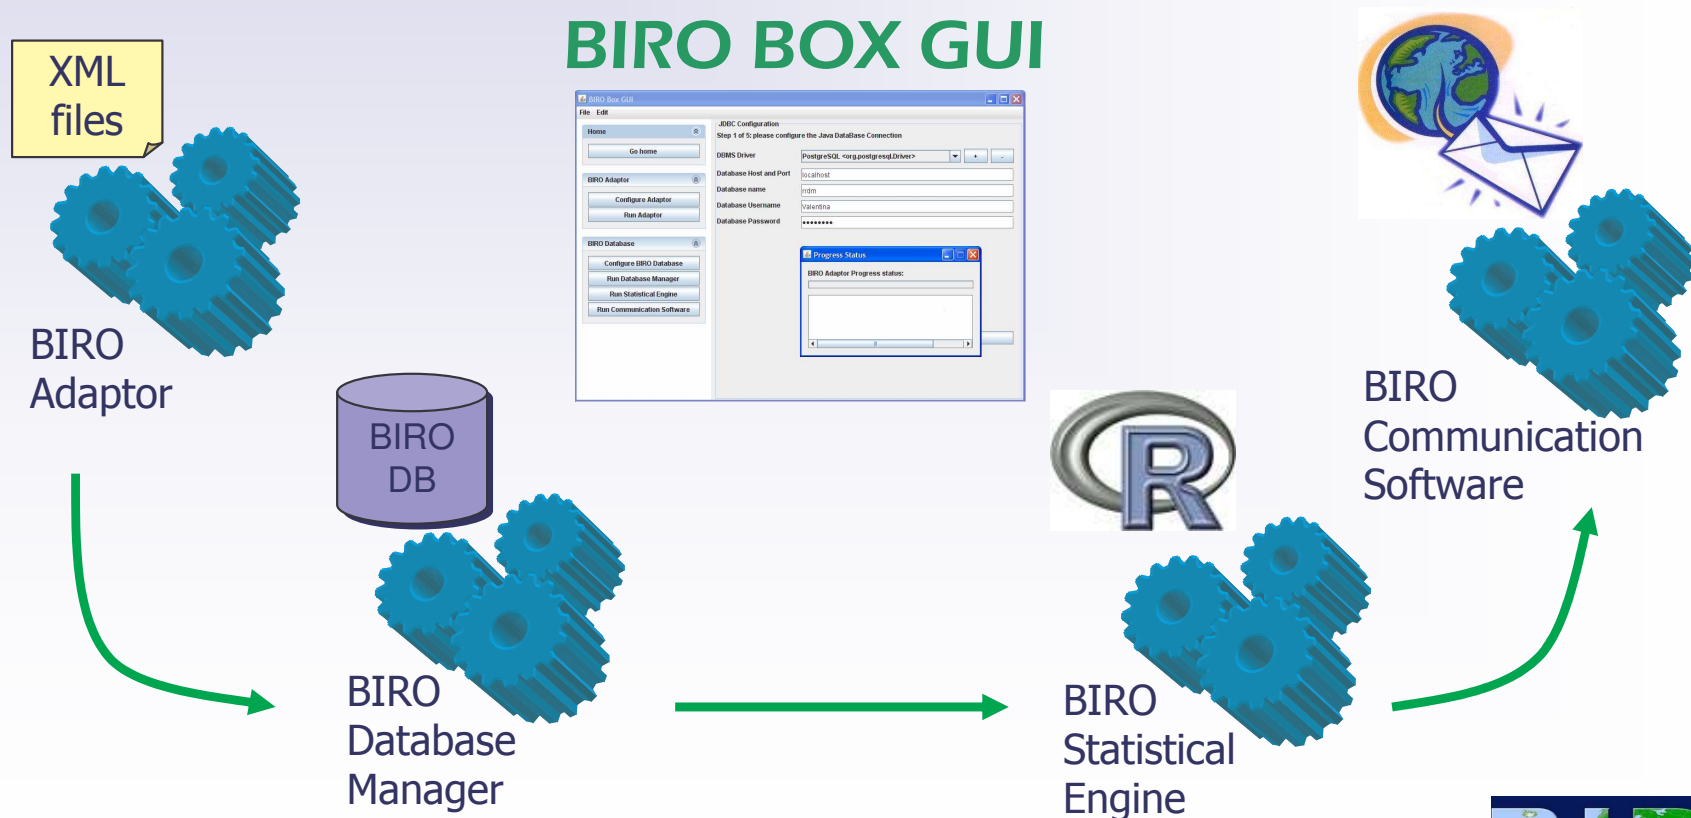 BIRO BOX GUI
XML
files
BIRO
Adaptor
BIRO Box GUI
File Edit
Home
Go home
BIRO Adaptor
Configure Adaptor
Run Adaptor
BIRO Database
Configure BIRO Database
Run Database Manager
Run Statistical Engine
Run Communication Software
JDBC Configuration
Step 1 of 5: please configure the Java DataBase Connection
DBMS Driver PostgreSQL <org.postgresql.Driver> + -
Database Host and Port localhost
Database name rrdm
Database Username Valentina
Database Password ••••••••
Progress Status
BIRO Adaptor Progress status:
BIRO
DB
BIRO
Database
Manager
R
BIRO
Statistical
Engine
BIRO
Communication
Software